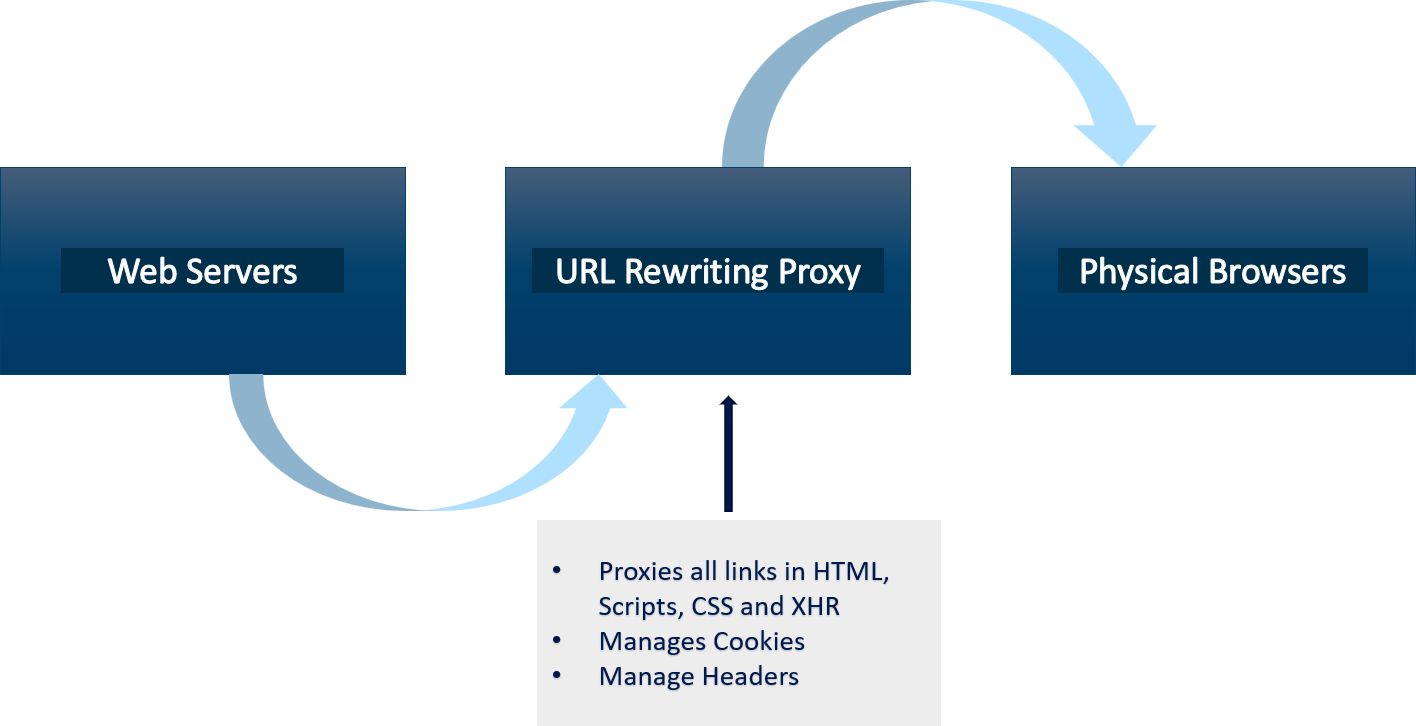 Web Servers
URL Rewriting Proxy
Physical Browsers
• Proxies all links in HTML,
Scripts, CSS and XHR
• Manages Cookies
• Manage Headers